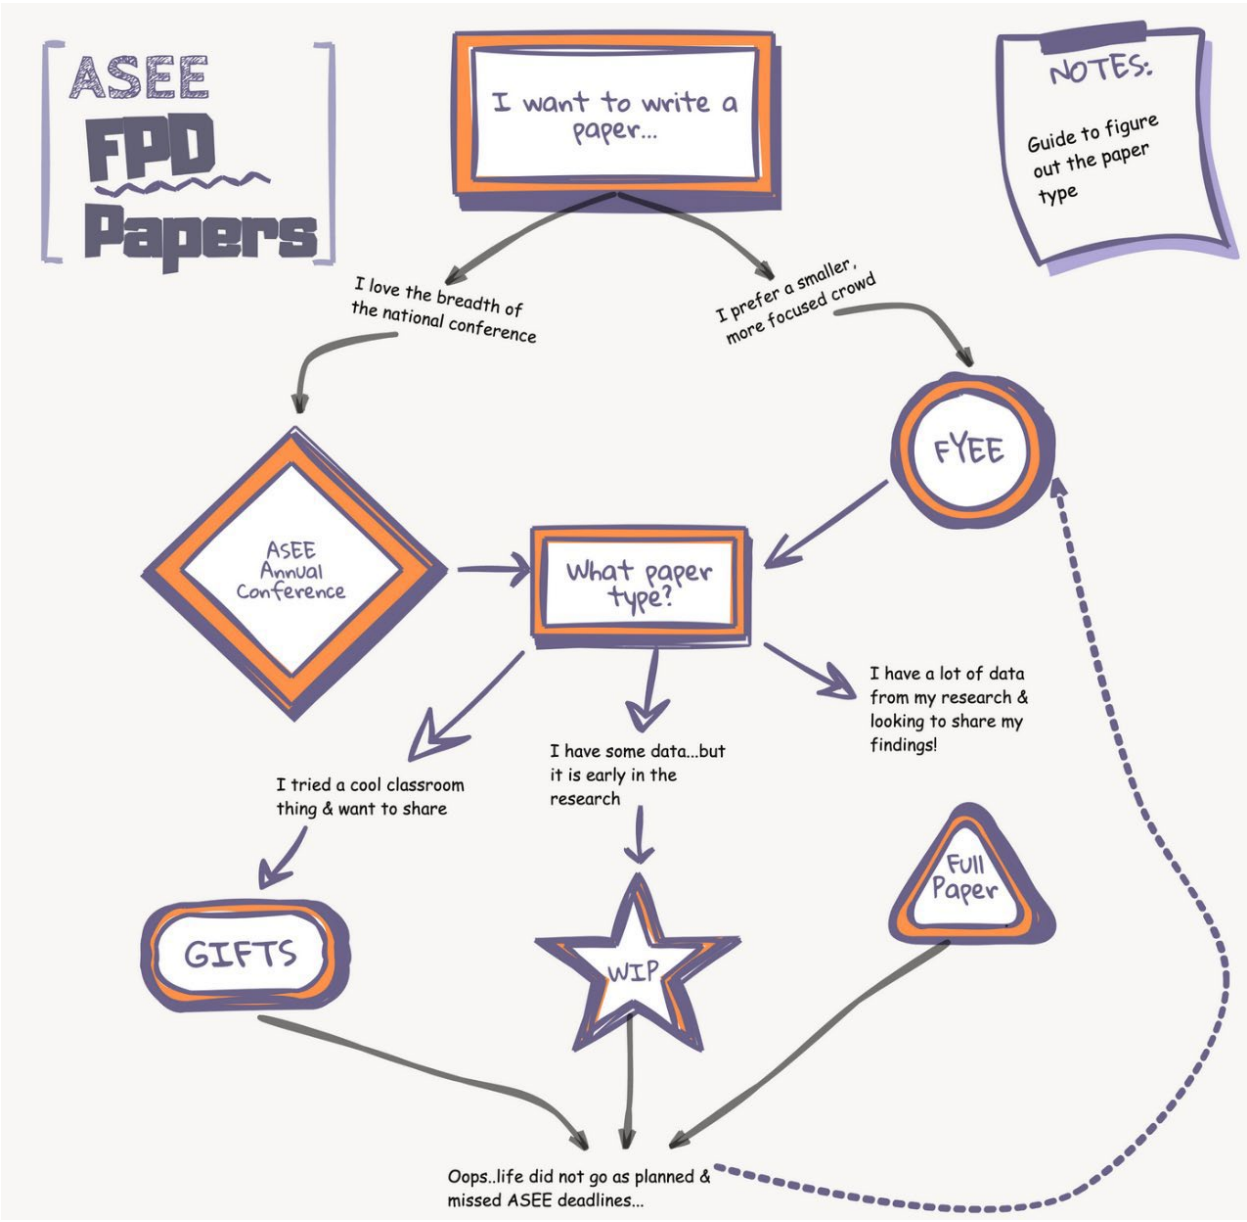 ASEE
FPD
Papers
I want to write a
paper...
NOTES:
Guide to figure
out the paper
type
I love the breadth of
the national conference
I prefer a smaller,
more focused crowd
FYEE
ASEE
Annual
Conference
What paper
type?
I have a lot of data
from my research &
looking to share my
findings!
I have some data...but
it is early in the
research
I tried a cool classroom
thing & want to share
Full
Paper
GIFTS
WIP
Oops..life did not go as planned &
missed ASEE deadlines...